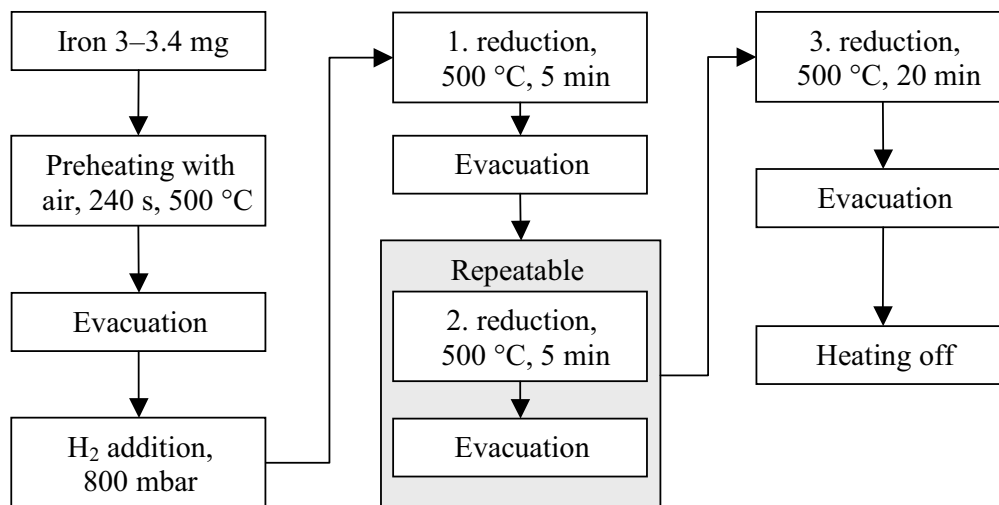 Iron 3–3.4 mg
Preheating with
air, 240 s, 500 °C
Evacuation
H₂ addition,
800 mbar
1. reduction,
500 °C, 5 min
Evacuation
Repeatable
2. reduction,
500 °C, 5 min
Evacuation
3. reduction,
500 °C, 20 min
Evacuation
Heating off